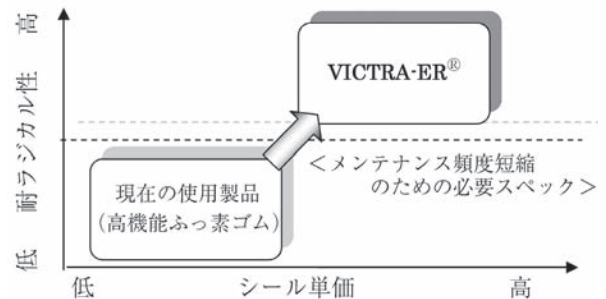 高
耐ラジカル性
低
VICTRA-ER®
<メンテナンス頻度短縮
のための必要スペック>
現在の使用製品
(高機能ふっ素ゴム)
低
シール単価
高